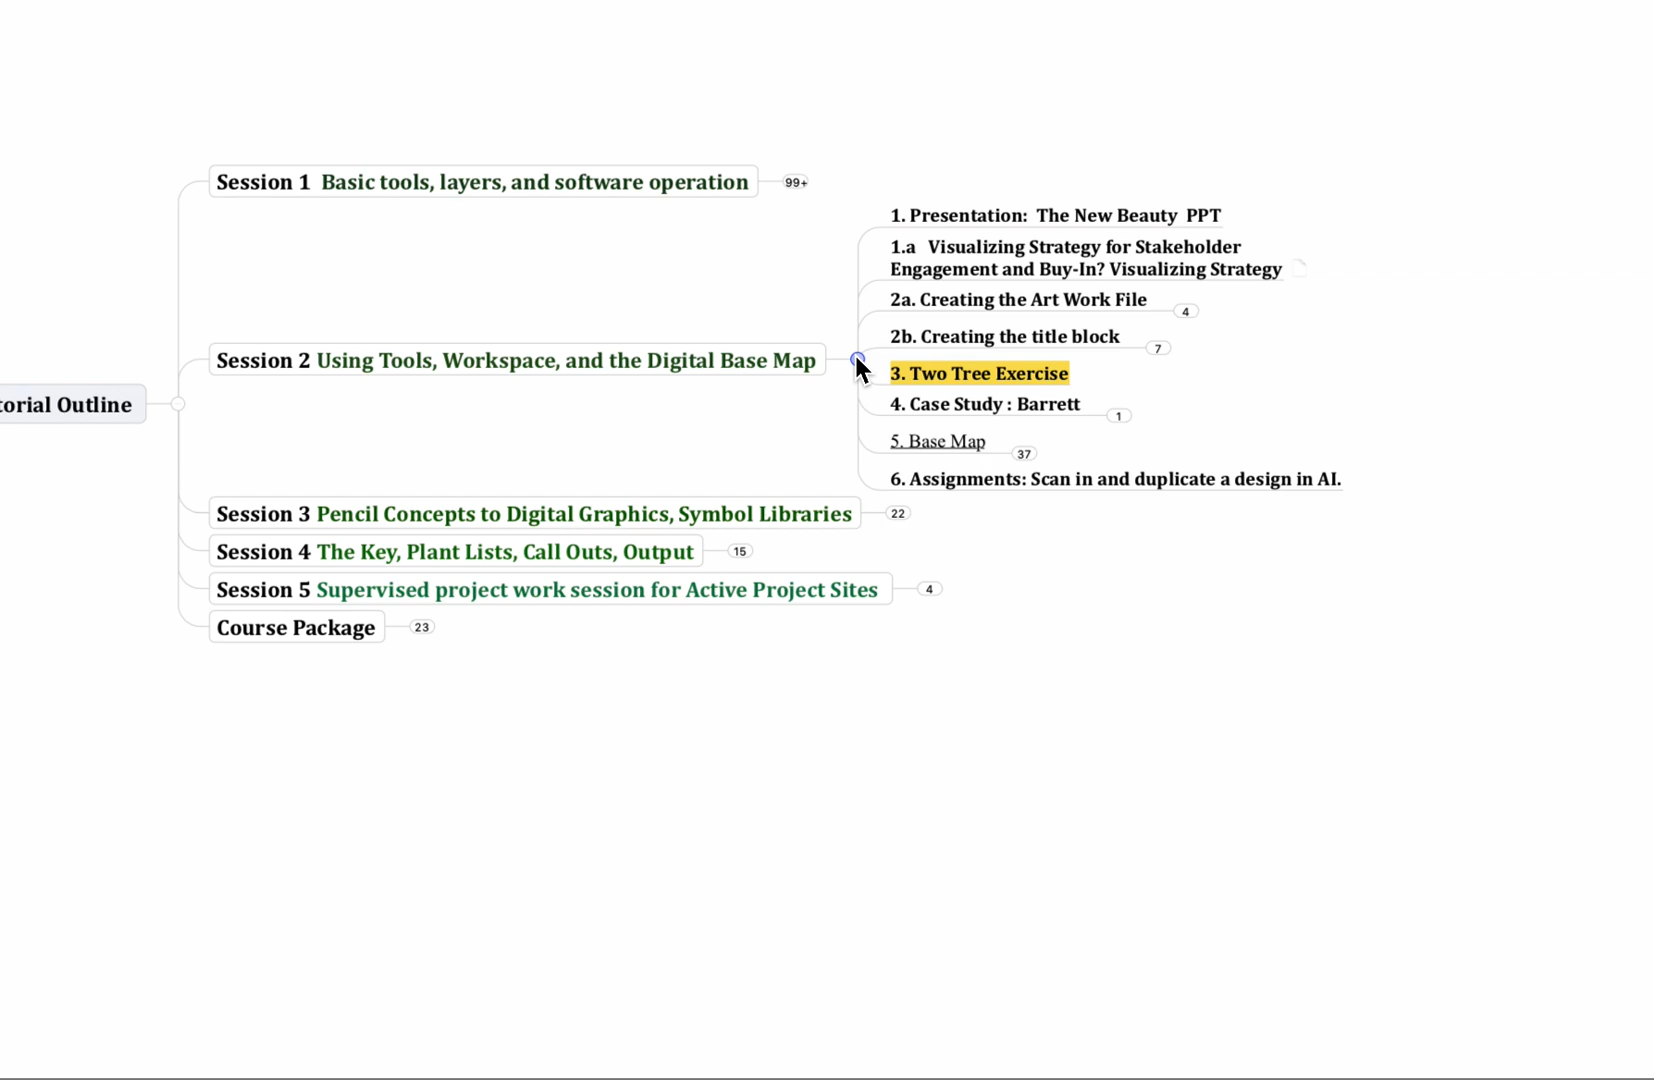 Session 1  Basic tools, layers, and software operation
99+
1. Presentation:  The New Beauty  PPT
1.a   Visualizing Strategy for Stakeholder
Engagement and Buy-In? Visualizing Strategy
2a. Creating the Art Work File
4
2b. Creating the title block
7
Session 2 Using Tools, Workspace, and the Digital Base Map
3. Two Tree Exercise
4. Case Study : Barrett
1
torial Outline
5. Base Map
37
6. Assignments: Scan in and duplicate a design in AI.
Session 3 Pencil Concepts to Digital Graphics, Symbol Libraries
22
Session 4 The Key, Plant Lists, Call Outs, Output
15
Session 5 Supervised project work session for Active Project Sites
4
Course Package
23